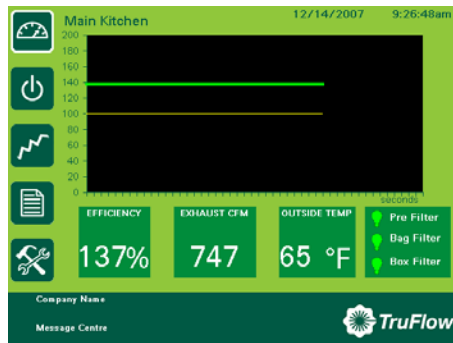 Main Kitchen 12/14/2007 9:26:48am
200
180
160
140
120
100
80
60
40
20
0
seconds
EFFICIENCY EXHAUST CFM OUTSIDE TEMP
137% 747 65 °F
Pre Filter
Bag Filter
Box Filter
Company Name
Message Centre
TruFlow